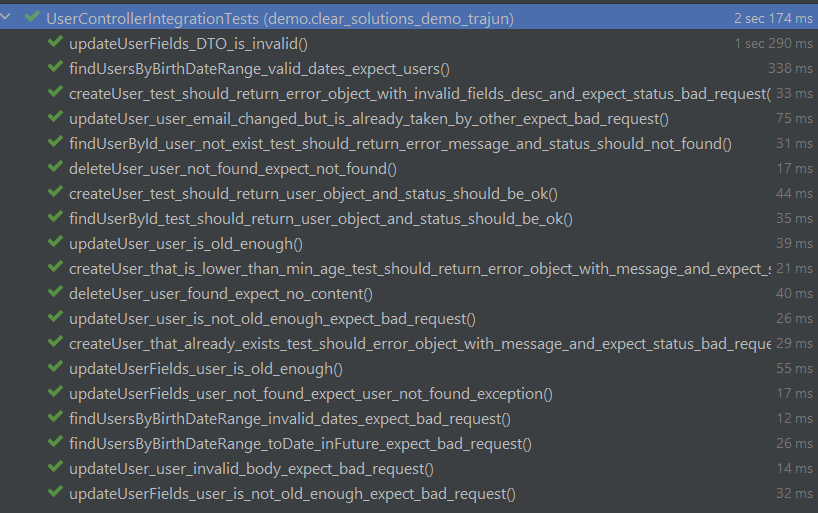 UserControllerIntegrationTests (demo.clear_solutions_demo_trajun) 2 sec 174 ms
updateUserFields_DTO_is_invalid() 1 sec 290 ms
findUsersByBirthDateRange_valid_dates_expect_users() 338 ms
createUser_test_should_return_error_object_with_invalid_fields_desc_and_expect_status_bad_request( 33 ms
updateUser_user_email_changed_but_is_already_taken_by_other_expect_bad_request() 75 ms
findUserById_user_not_exist_test_should_return_error_message_and_status_should_not_found() 31 ms
deleteUser_user_not_found_expect_not_found() 17 ms
createUser_test_should_return_user_object_and_status_should_be_ok() 44 ms
findUserById_test_should_return_user_object_and_status_should_be_ok() 35 ms
updateUser_user_is_old_enough() 39 ms
createUser_that_is_lower_than_min_age_test_should_return_error_object_with_message_and_expect_s 21 ms
deleteUser_user_found_expect_no_content() 40 ms
updateUser_user_is_not_old_enough_expect_bad_request() 26 ms
createUser_that_already_exists_test_should_error_object_with_message_and_expect_status_bad_reque 29 ms
updateUserFields_user_is_old_enough() 55 ms
updateUserFields_user_not_found_expect_user_not_found_exception() 17 ms
findUsersByBirthDateRange_invalid_dates_expect_bad_request() 12 ms
findUsersByBirthDateRange_toDate_inFuture_expect_bad_request() 26 ms
updateUser_user_invalid_body_expect_bad_request() 14 ms
updateUserFields_user_is_not_old_enough_expect_bad_request() 32 ms